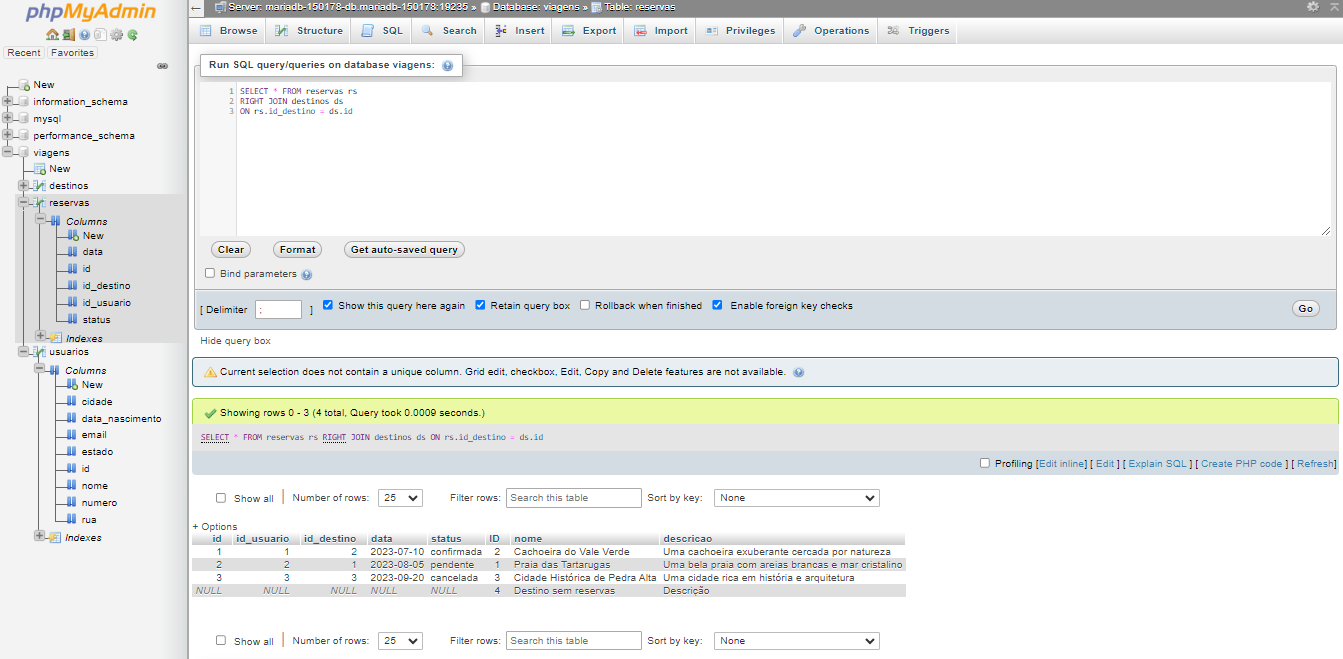 phpMyAdmin
Recent Favorites
New
information_schema
mysql
performance_schema
viagens
New
destinos
reservas
Columns
New
data
id
id_destino
id_usuario
status
Indexes
usuarios
Columns
New
cidade
data_nascimento
email
estado
id
nome
numero
rua
Indexes
Server: mariadb-150178-db.mariadb-150178:19235 » Database: viagens » Table: reservas
Browse Structure SQL Search Insert Export Import Privileges Operations Triggers
Run SQL query/queries on database viagens:
1 SELECT * FROM reservas rs
2 RIGHT JOIN destinos ds
3 ON rs.id_destino = ds.id
Clear Format Get auto-saved query
Bind parameters
[ Delimiter ; ] Show this query here again Retain query box Rollback when finished Enable foreign key checks Go
Hide query box
Current selection does not contain a unique column. Grid edit, checkbox, Edit, Copy and Delete features are not available.
Showing rows 0 - 3 (4 total, Query took 0.0009 seconds.)
SELECT * FROM reservas rs RIGHT JOIN destinos ds ON rs.id_destino = ds.id
Profiling [Edit inline] [ Edit ] [ Explain SQL ] [ Create PHP code ] [ Refresh]
Show all Number of rows: 25 Filter rows: Search this table Sort by key: None
+ Options
id id_usuario id_destino data status ID nome descricao
1 1 2 2023-07-10 confirmada 2 Cachoeira do Vale Verde Uma cachoeira exuberante cercada por natureza
2 2 1 2023-08-05 pendente 1 Praia das Tartarugas Uma bela praia com areias brancas e mar cristalino
3 3 3 2023-09-20 cancelada 3 Cidade Histórica de Pedra Alta Uma cidade rica em história e arquitetura
NULL NULL NULL NULL NULL 4 Destino sem reservas Descrição
Show all Number of rows: 25 Filter rows: Search this table Sort by key: None